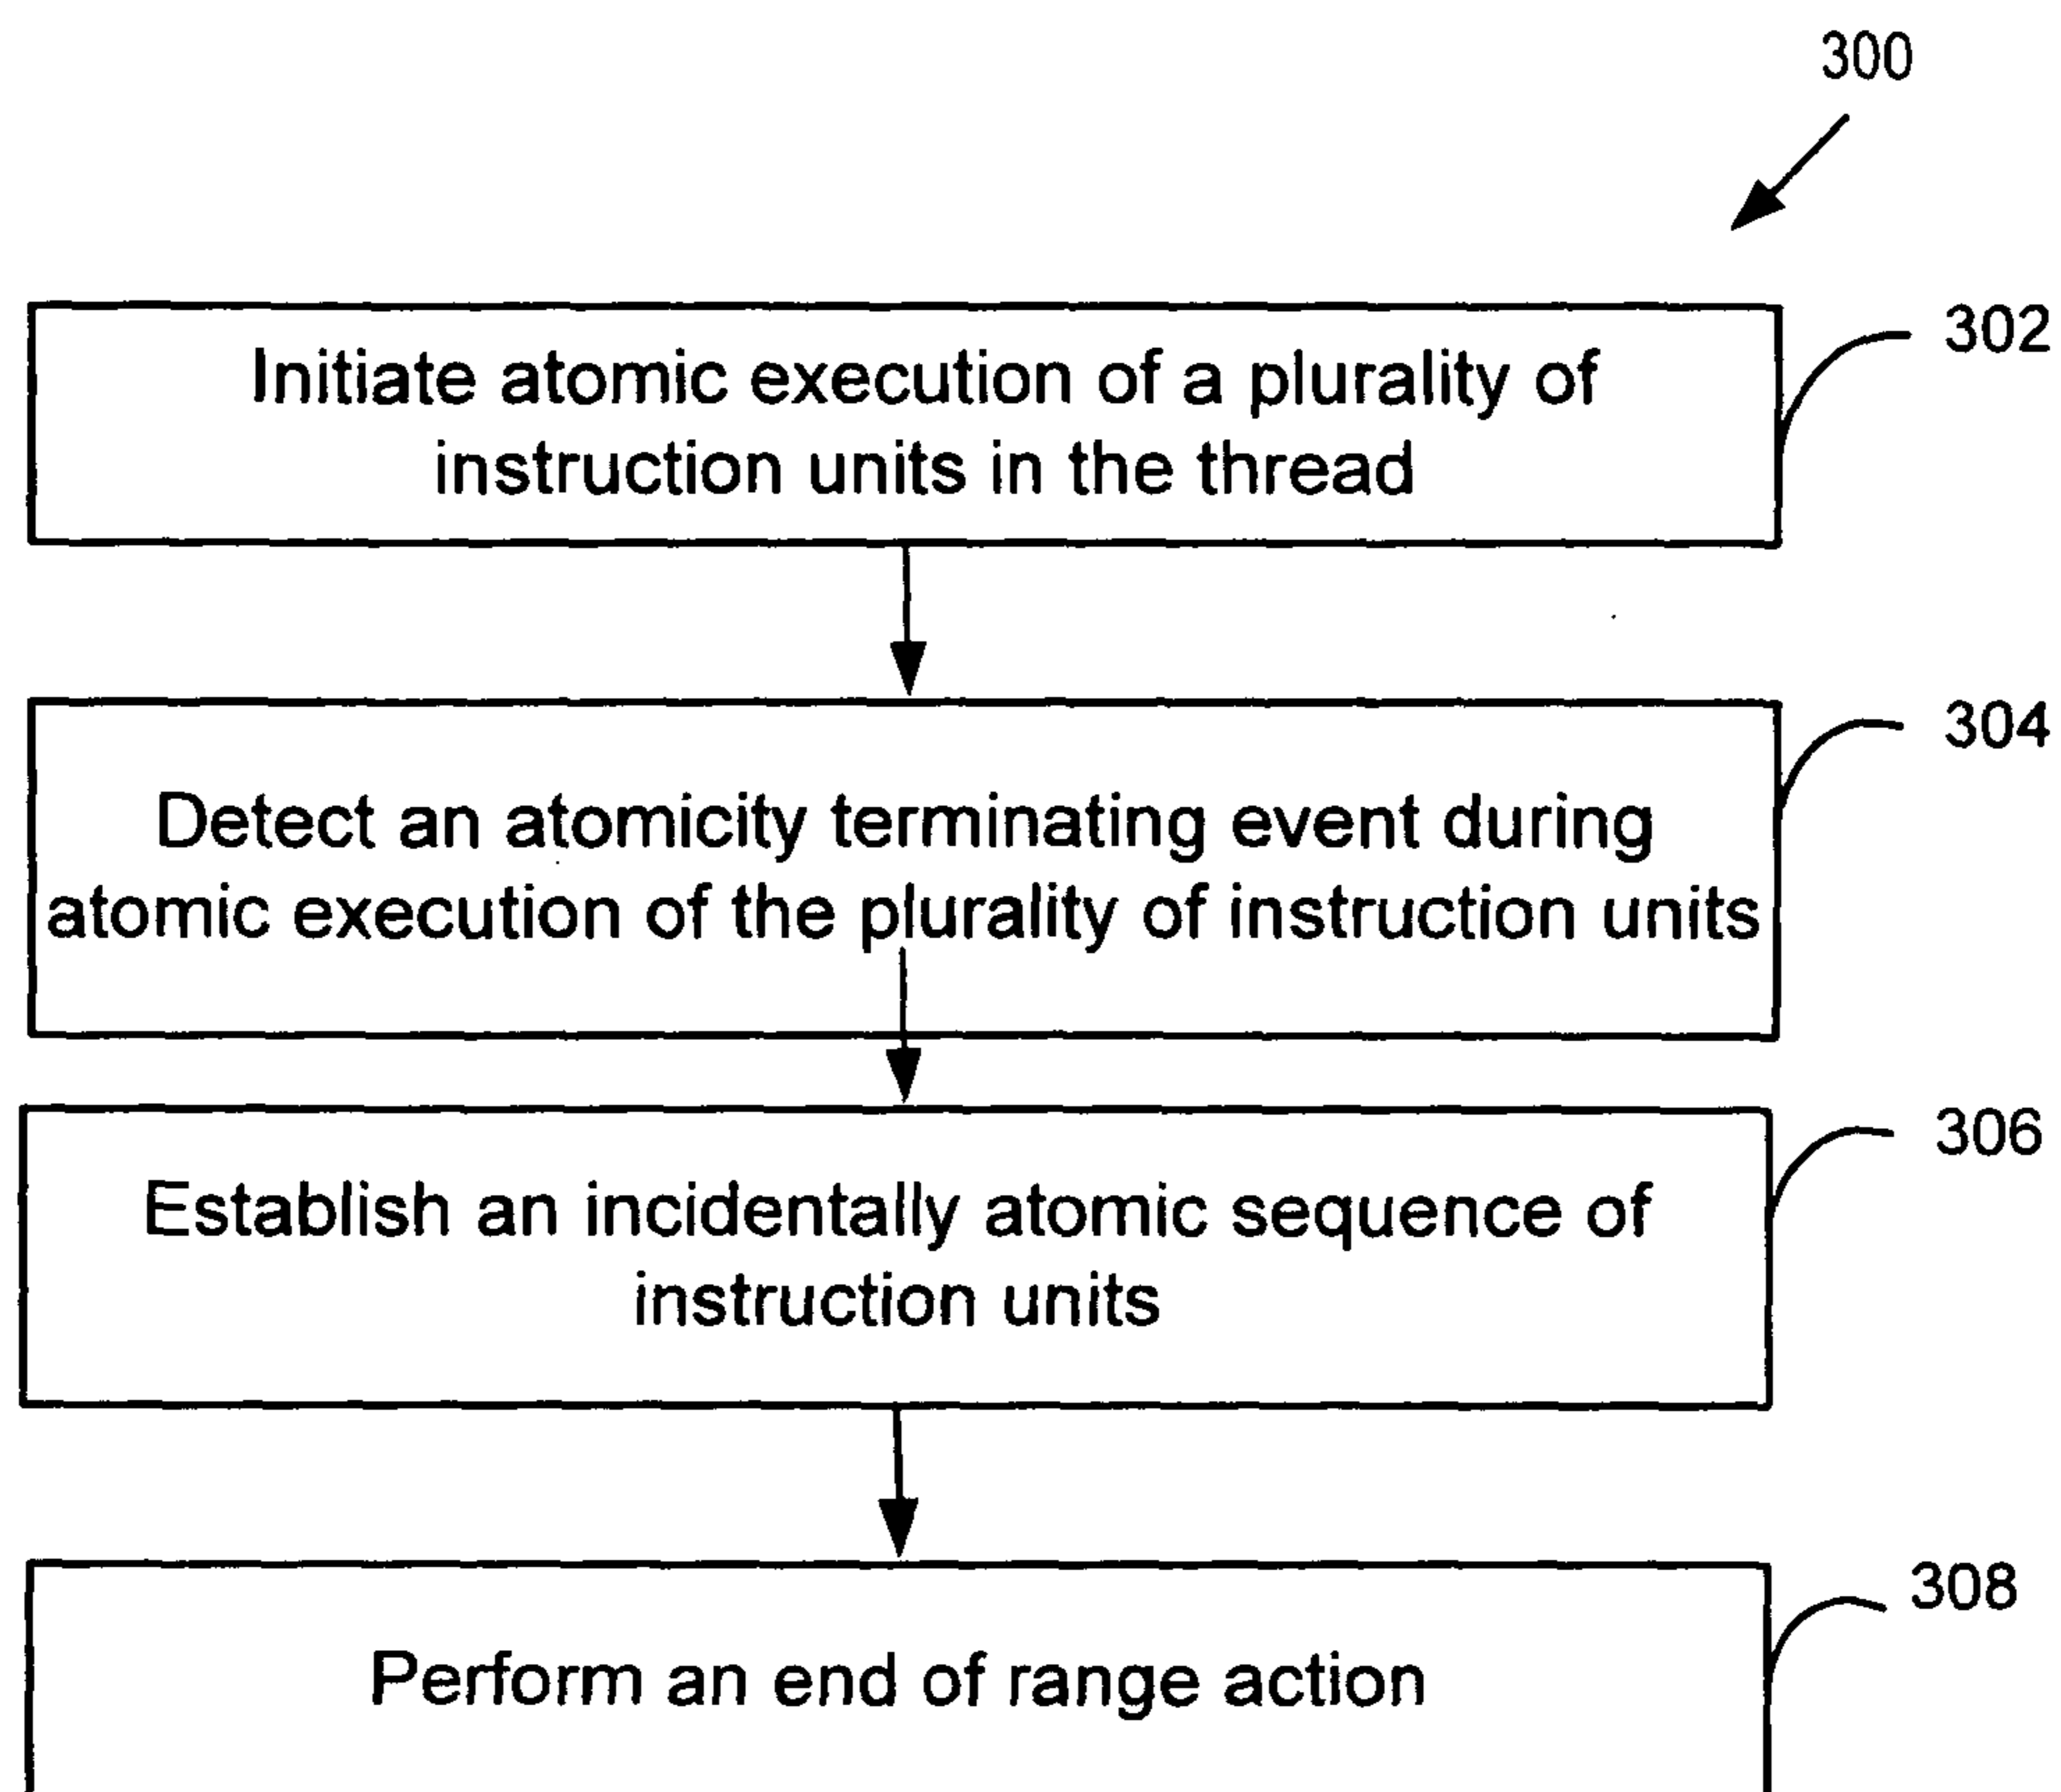 300
302
Initiate atomic execution of a plurality of
instruction units in the thread
304
Detect an atomicity terminating event during
atomic execution of the plurality of instruction units
306
Establish an incidentally atomic sequence of
instruction units
308
Perform an end of range action